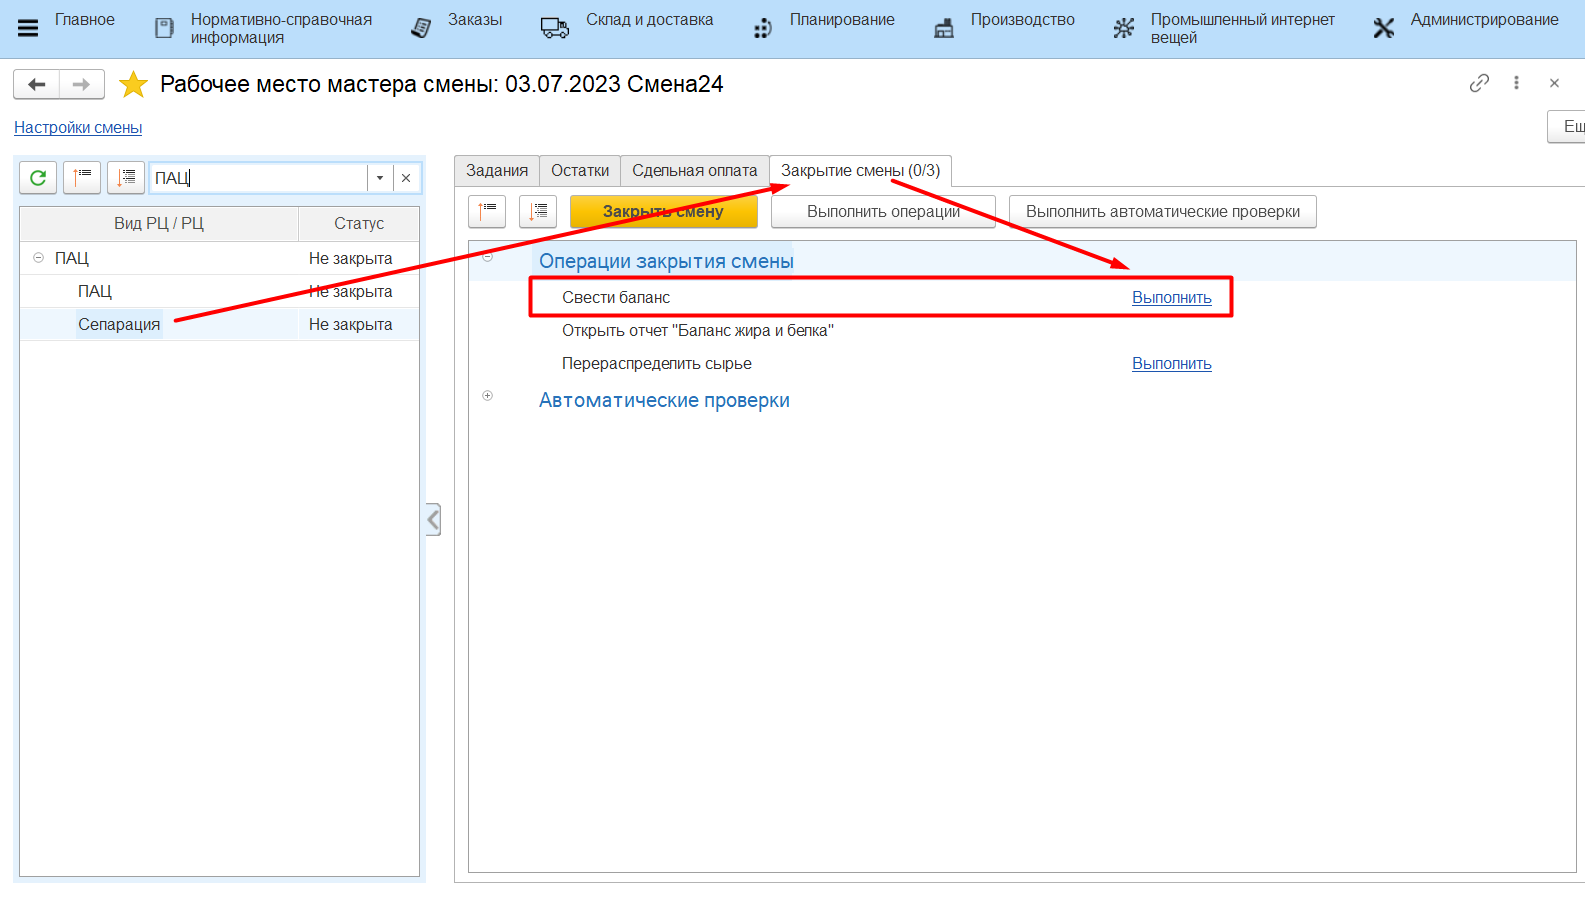 Главное
Нормативно-справочная
информация
Заказы
Склад и доставка
Планирование
Производство
Промышленный интернет
вещей
Администрирование
Рабочее место мастера смены: 03.07.2023 Смена24
Настройки смены
Ещ
ПАЦ
Вид РЦ / РЦ
Статус
ПАЦ
Не закрыта
ПАЦ
Не закрыта
Сепарация
Не закрыта
Задания
Остатки
Сдельная оплата
Закрытие смены (0/3)
Закрыть смену
Выполнить операции
Выполнить автоматические проверки
Операции закрытия смены
Свести баланс
Выполнить
Открыть отчет "Баланс жира и белка"
Перераспределить сырье
Выполнить
Автоматические проверки